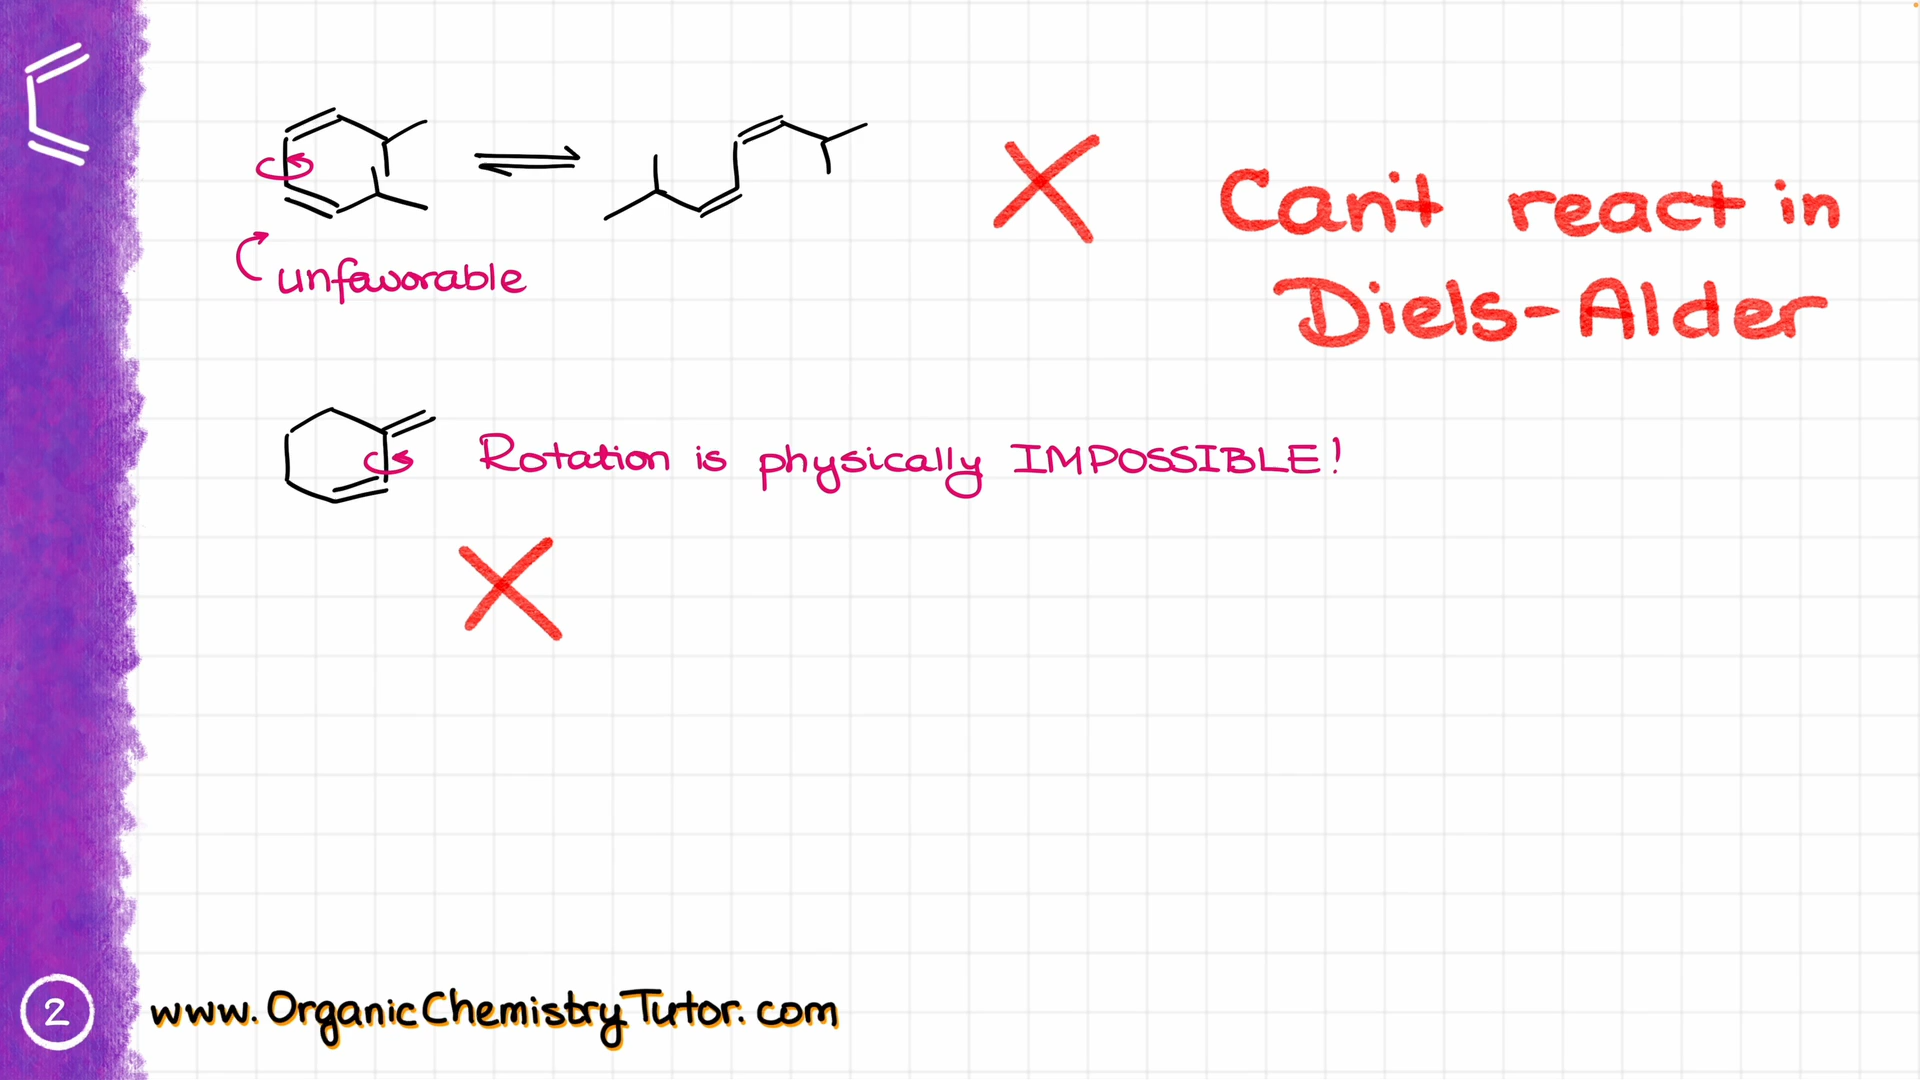 Can't react in
Diels-Alder
unfavorable
Rotation is physically IMPOSSIBLE!
2
www.OrganicChemistryTutor.com